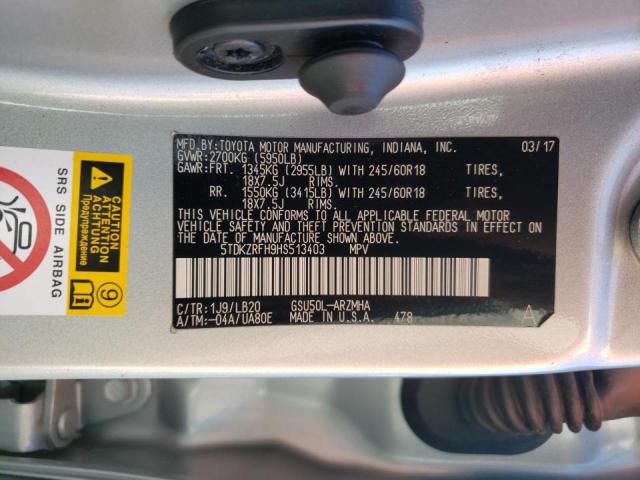 MFD.BY:TOYOTA MOTOR MANUFACTURING, INDIANA, INC. 03/17
GVWR:2700KG (5950LB)
GAWR:FRT. 1345KG (2955LB) WITH 245/60R18 TIRES,
18X7.5J RIMS.
RR. 1550KG (3415LB) WITH 245/60R18 TIRES,
18X7.5J RIMS.
THIS VEHICLE CONFORMS TO ALL APPLICABLE FEDERAL MOTOR
VEHICLE SAFETY AND THEFT PREVENTION STANDARDS IN EFFECT
ON THE DATE OF MANUFACTURE SHOWN ABOVE.
5TDKZRFH9HS513403 MPV
C/TR:1J9/LB20 GSU50L-ARZMHA
A/TM:-04A/UA80E MADE IN U.S.A. 478
A
SRS SIDE AIRBAG
CAUTION
ATTENTION
ACHTUNG
Предупреждение
9